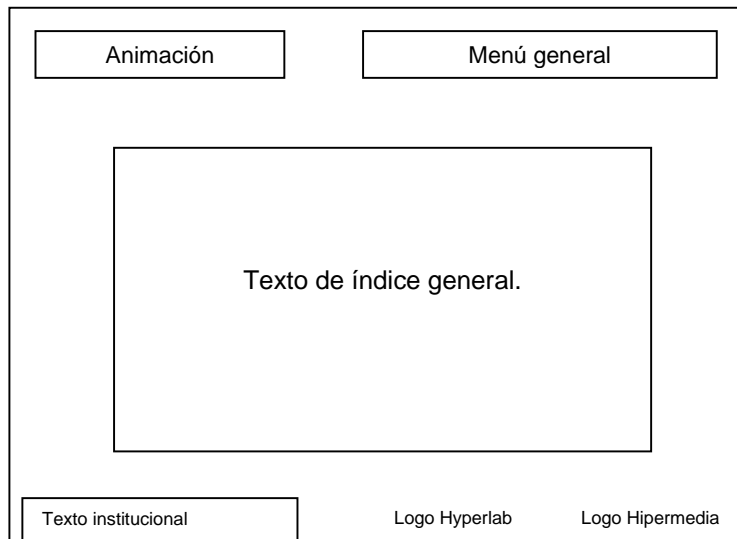 Animación
Menú general
Texto de índice general.
Texto institucional
Logo Hyperlab
Logo Hipermedia